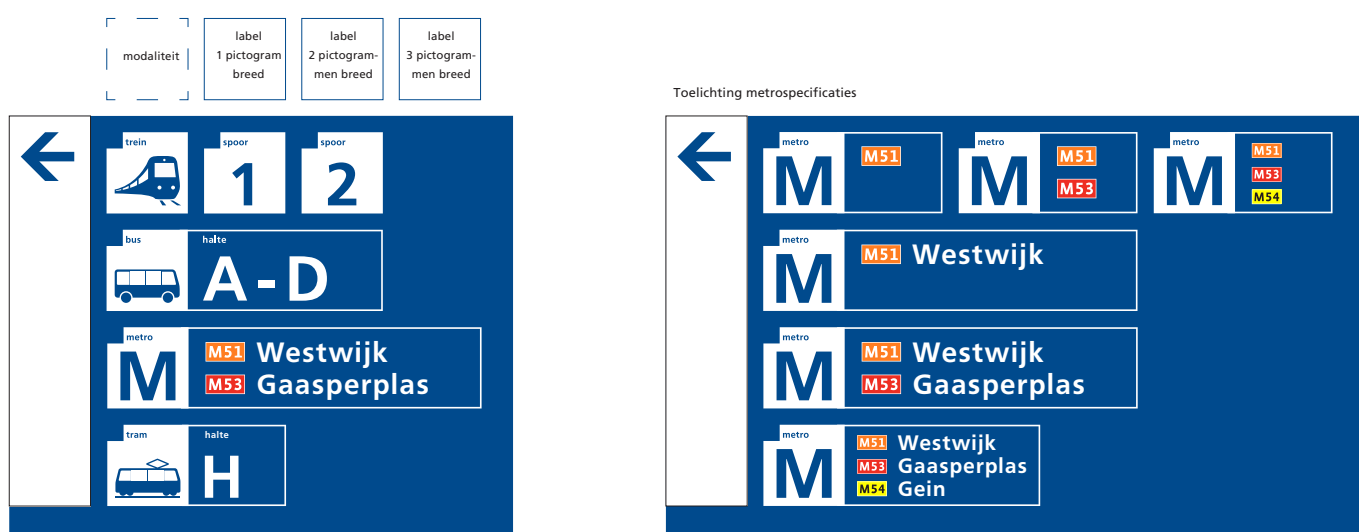 modaliteit
label
1 pictogram
breed
label
2 pictogram-
men breed
label
3 pictogram-
men breed
trein
spoor
1
spoor
2
bus
halte
A - D
metro
M
M51 Westwijk
M53 Gaasperplas
tram
halte
H
Toelichting metrospecificaties
metro
M
M51
metro
M
M51
M53
metro
M
M51
M53
M54
metro
M
M51 Westwijk
metro
M
M51 Westwijk
M53 Gaasperplas
metro
M
M51 Westwijk
M53 Gaasperplas
M54 Gein